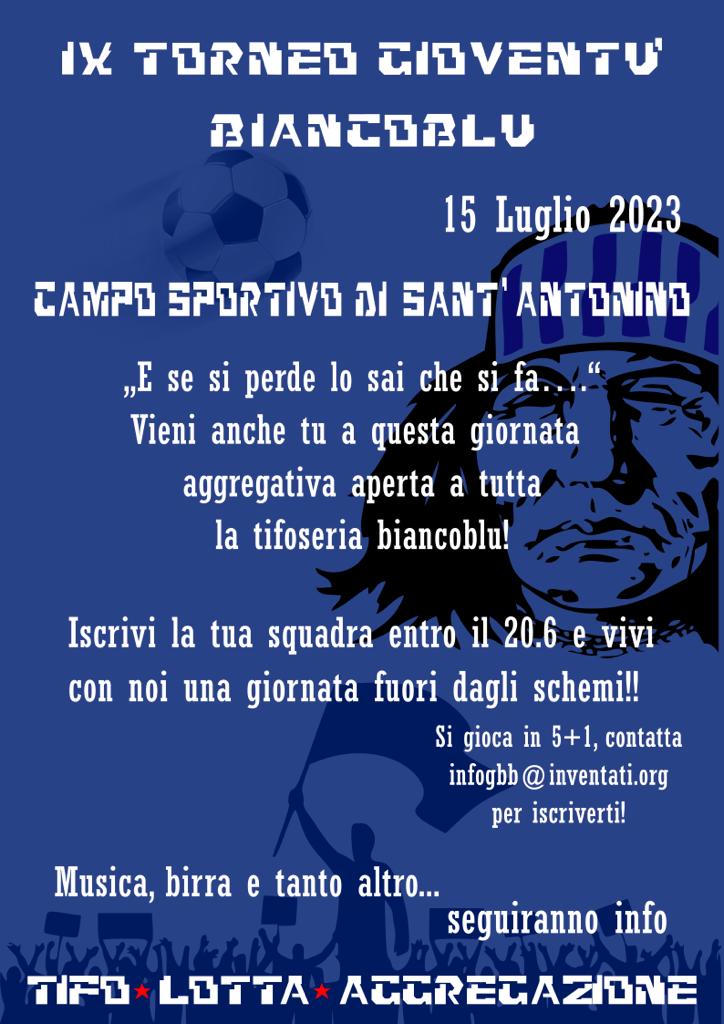 IX TORNEO GIOVENTU'
BIANCOBLU
15 Luglio 2023
CAMPO SPORTIVO DI SANT' ANTONINO
„E se si perde lo sai che si fa….“
Vieni anche tu a questa giornata
aggregativa aperta a tutta
la tifoseria biancoblu!
Iscrivi la tua squadra entro il 20.6 e vivi
con noi una giornata fuori dagli schemi!!
Si gioca in 5+1, contatta
infogbb@inventati.org
per iscriverti!
Musica, birra e tanto altro...
seguiranno info
TIFO★LOTTA★AGGREGAZIONE